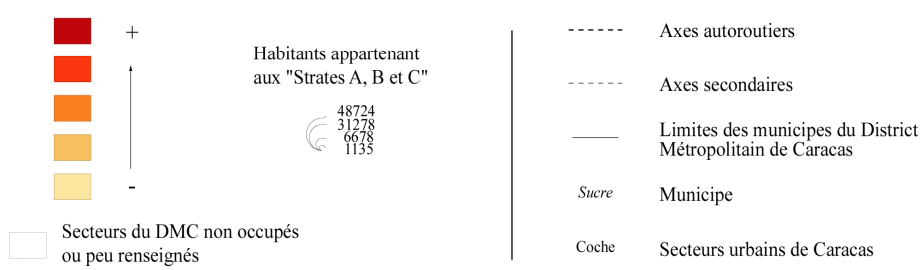 +
-
Secteurs du DMC non occupés
ou peu renseignés
Habitants appartenant
aux "Strates A, B et C"
48724
31278
6678
1135
Axes autoroutiers
Axes secondaires
Limites des municipes du District
Métropolitain de Caracas
Sucre Municipe
Coche Secteurs urbains de Caracas